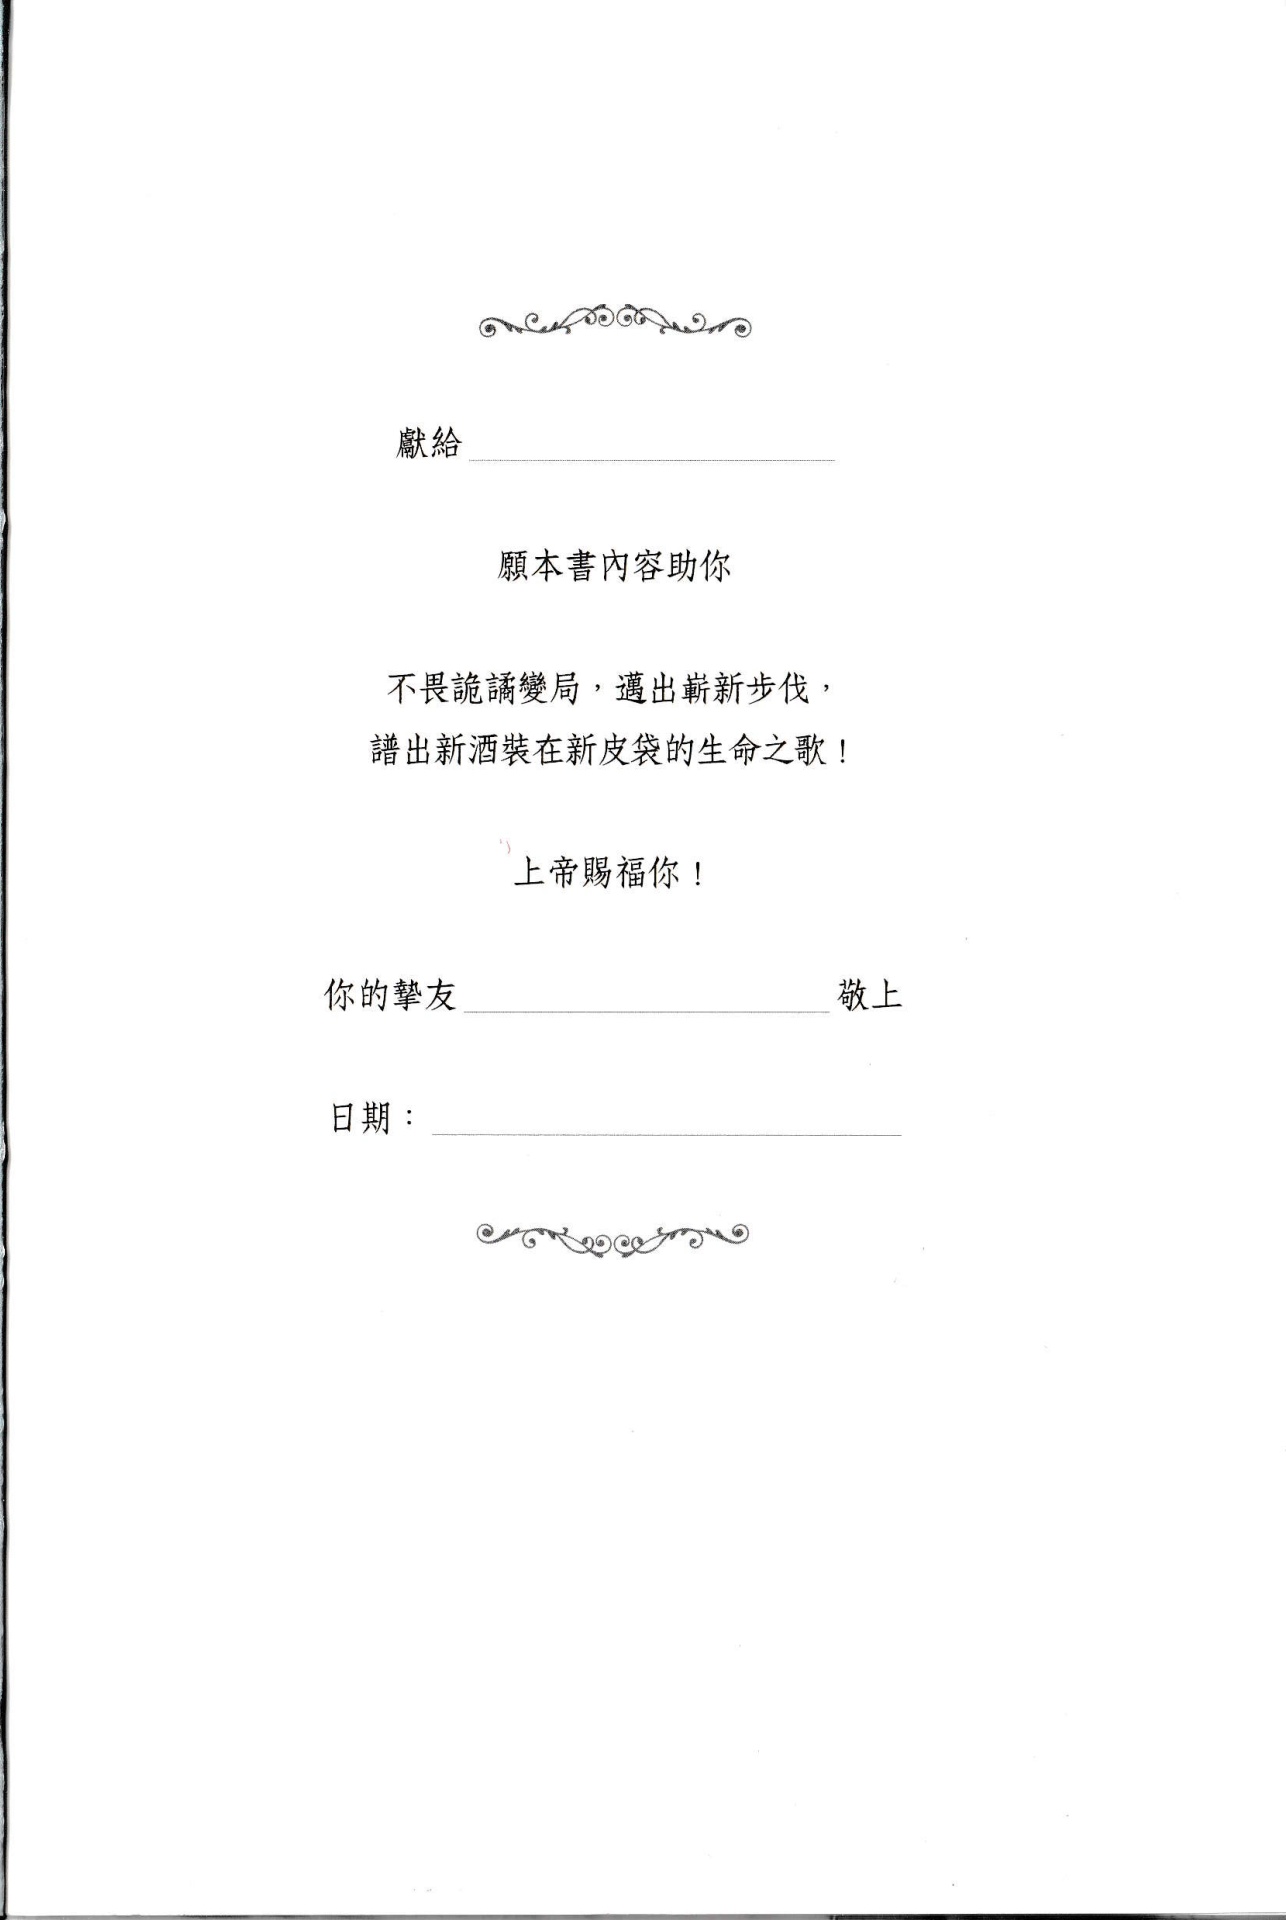 獻給
願本書內容助你
不畏詭譎變局，邁出嶄新步伐，
譜出新酒裝在新皮袋的生命之歌！
上帝賜福你！
你的摯友 敬上
日期：